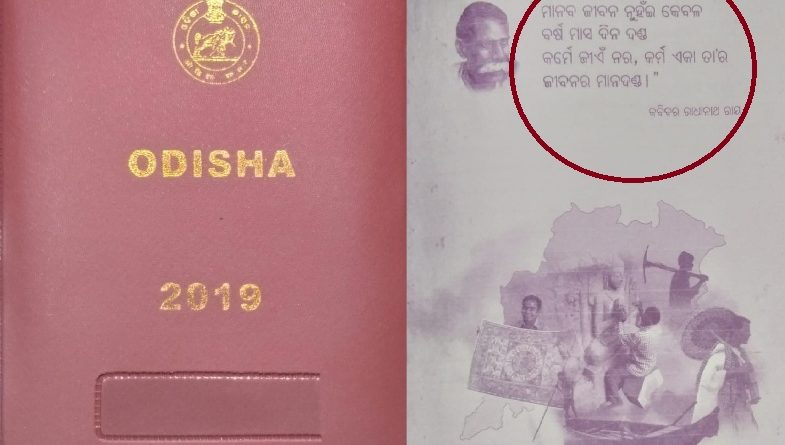 ODISHA
2019
ମାନବ ଜୀବନ ନୁହଁଇ କେବଳ
ବର୍ଷ ମାସ ଦିନ ଦଣ୍ଡ
କର୍ମେ ଜୀଏଁ ନର, କର୍ମ ଏକା ତା'ର
ଜୀବନର ମାନଦଣ୍ଡ।"
କବିବର ରାଧାନାଥ ରାୟ